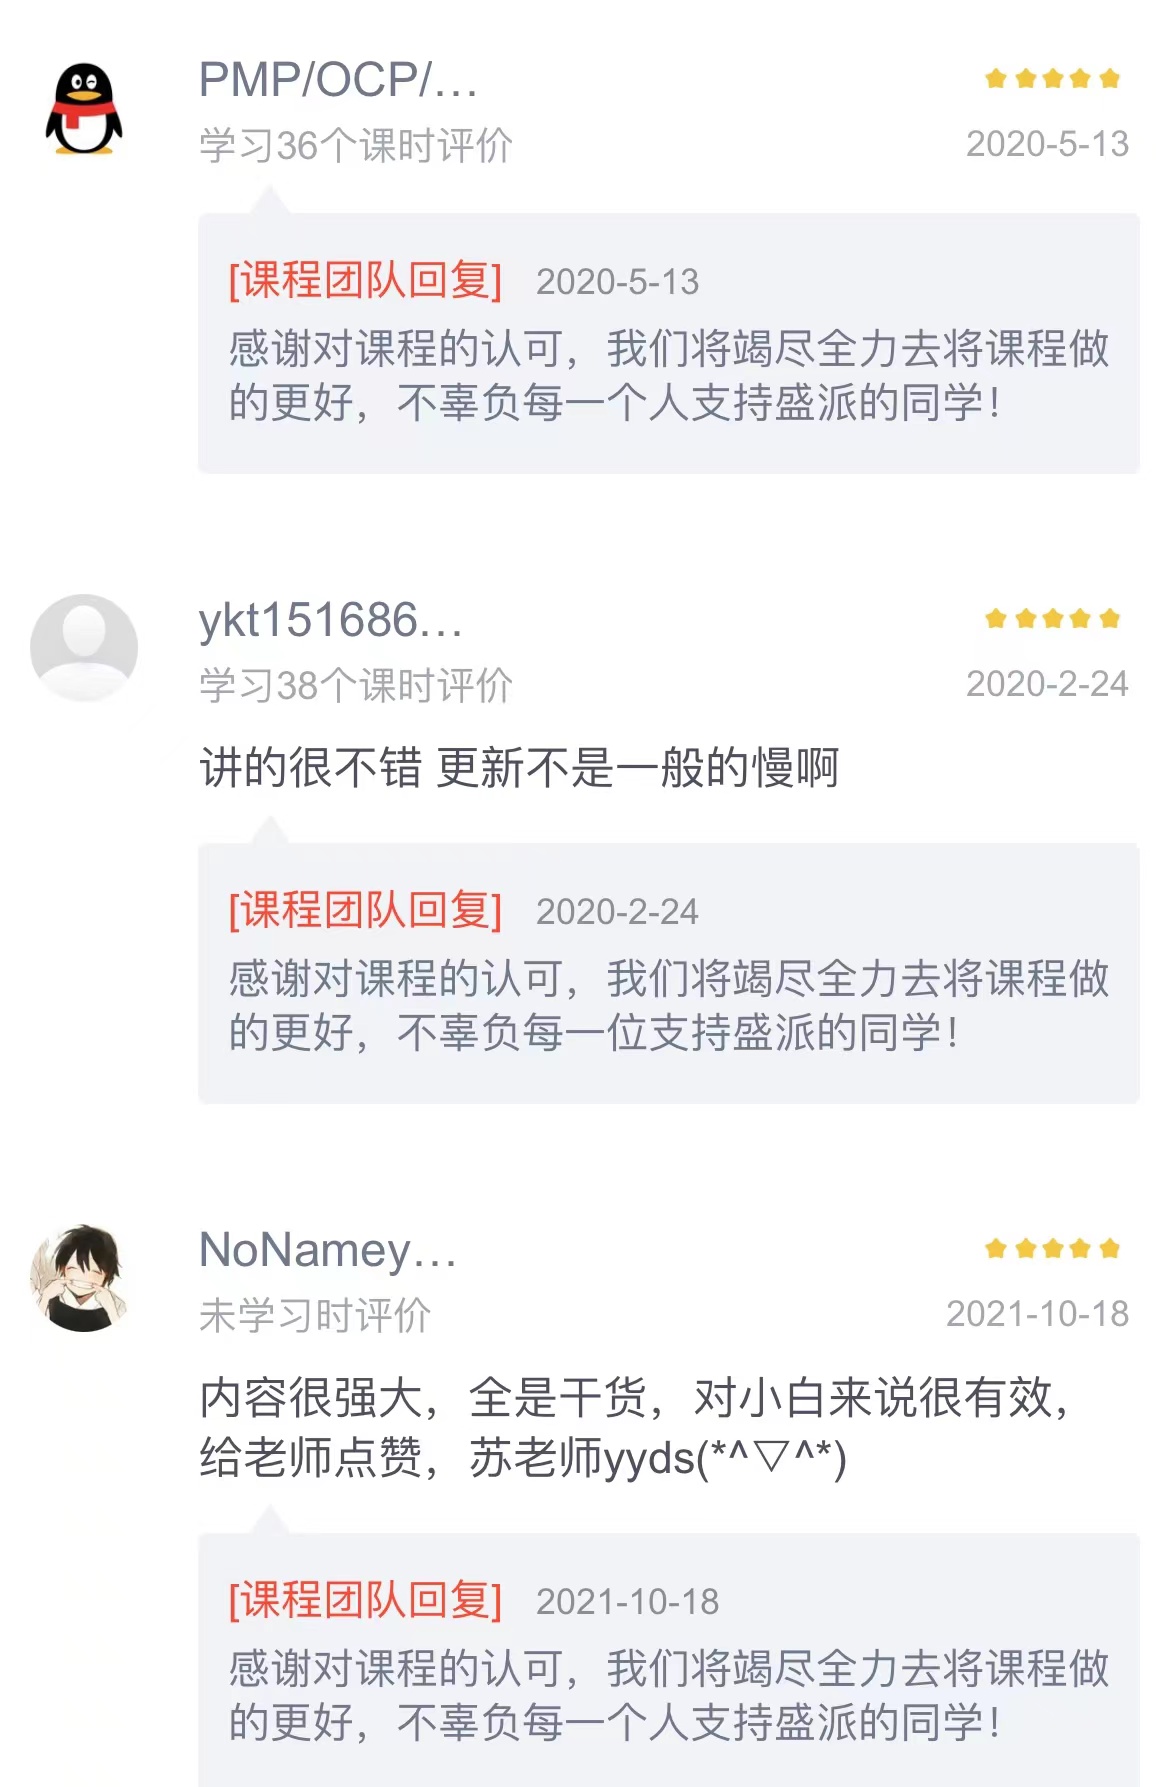 PMP/OCP/...
学习36个课时评价
2020-5-13
[课程团队回复] 2020-5-13
感谢对课程的认可，我们将竭尽全力去将课程做
的更好，不辜负每一个人支持盛派的同学！
ykt151686...
学习38个课时评价
2020-2-24
讲的很不错 更新不是一般的慢啊
[课程团队回复] 2020-2-24
感谢对课程的认可，我们将竭尽全力去将课程做
的更好，不辜负每一位支持盛派的同学！
NoNamey...
未学习时评价
2021-10-18
内容很强大，全是干货，对小白来说很有效，
给老师点赞，苏老师yyds(*^▽^*)
[课程团队回复] 2021-10-18
感谢对课程的认可，我们将竭尽全力去将课程做
的更好，不辜负每一个人支持盛派的同学！